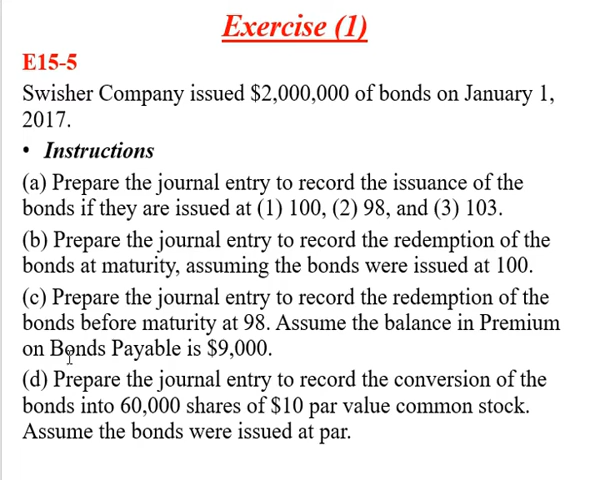 Exercise (1)
E15-5
Swisher Company issued $2,000,000 of bonds on January 1,
2017.
• Instructions
(a) Prepare the journal entry to record the issuance of the
bonds if they are issued at (1) 100, (2) 98, and (3) 103.
(b) Prepare the journal entry to record the redemption of the
bonds at maturity, assuming the bonds were issued at 100.
(c) Prepare the journal entry to record the redemption of the
bonds before maturity at 98. Assume the balance in Premium
on Bonds Payable is $9,000.
(d) Prepare the journal entry to record the conversion of the
bonds into 60,000 shares of $10 par value common stock.
Assume the bonds were issued at par.